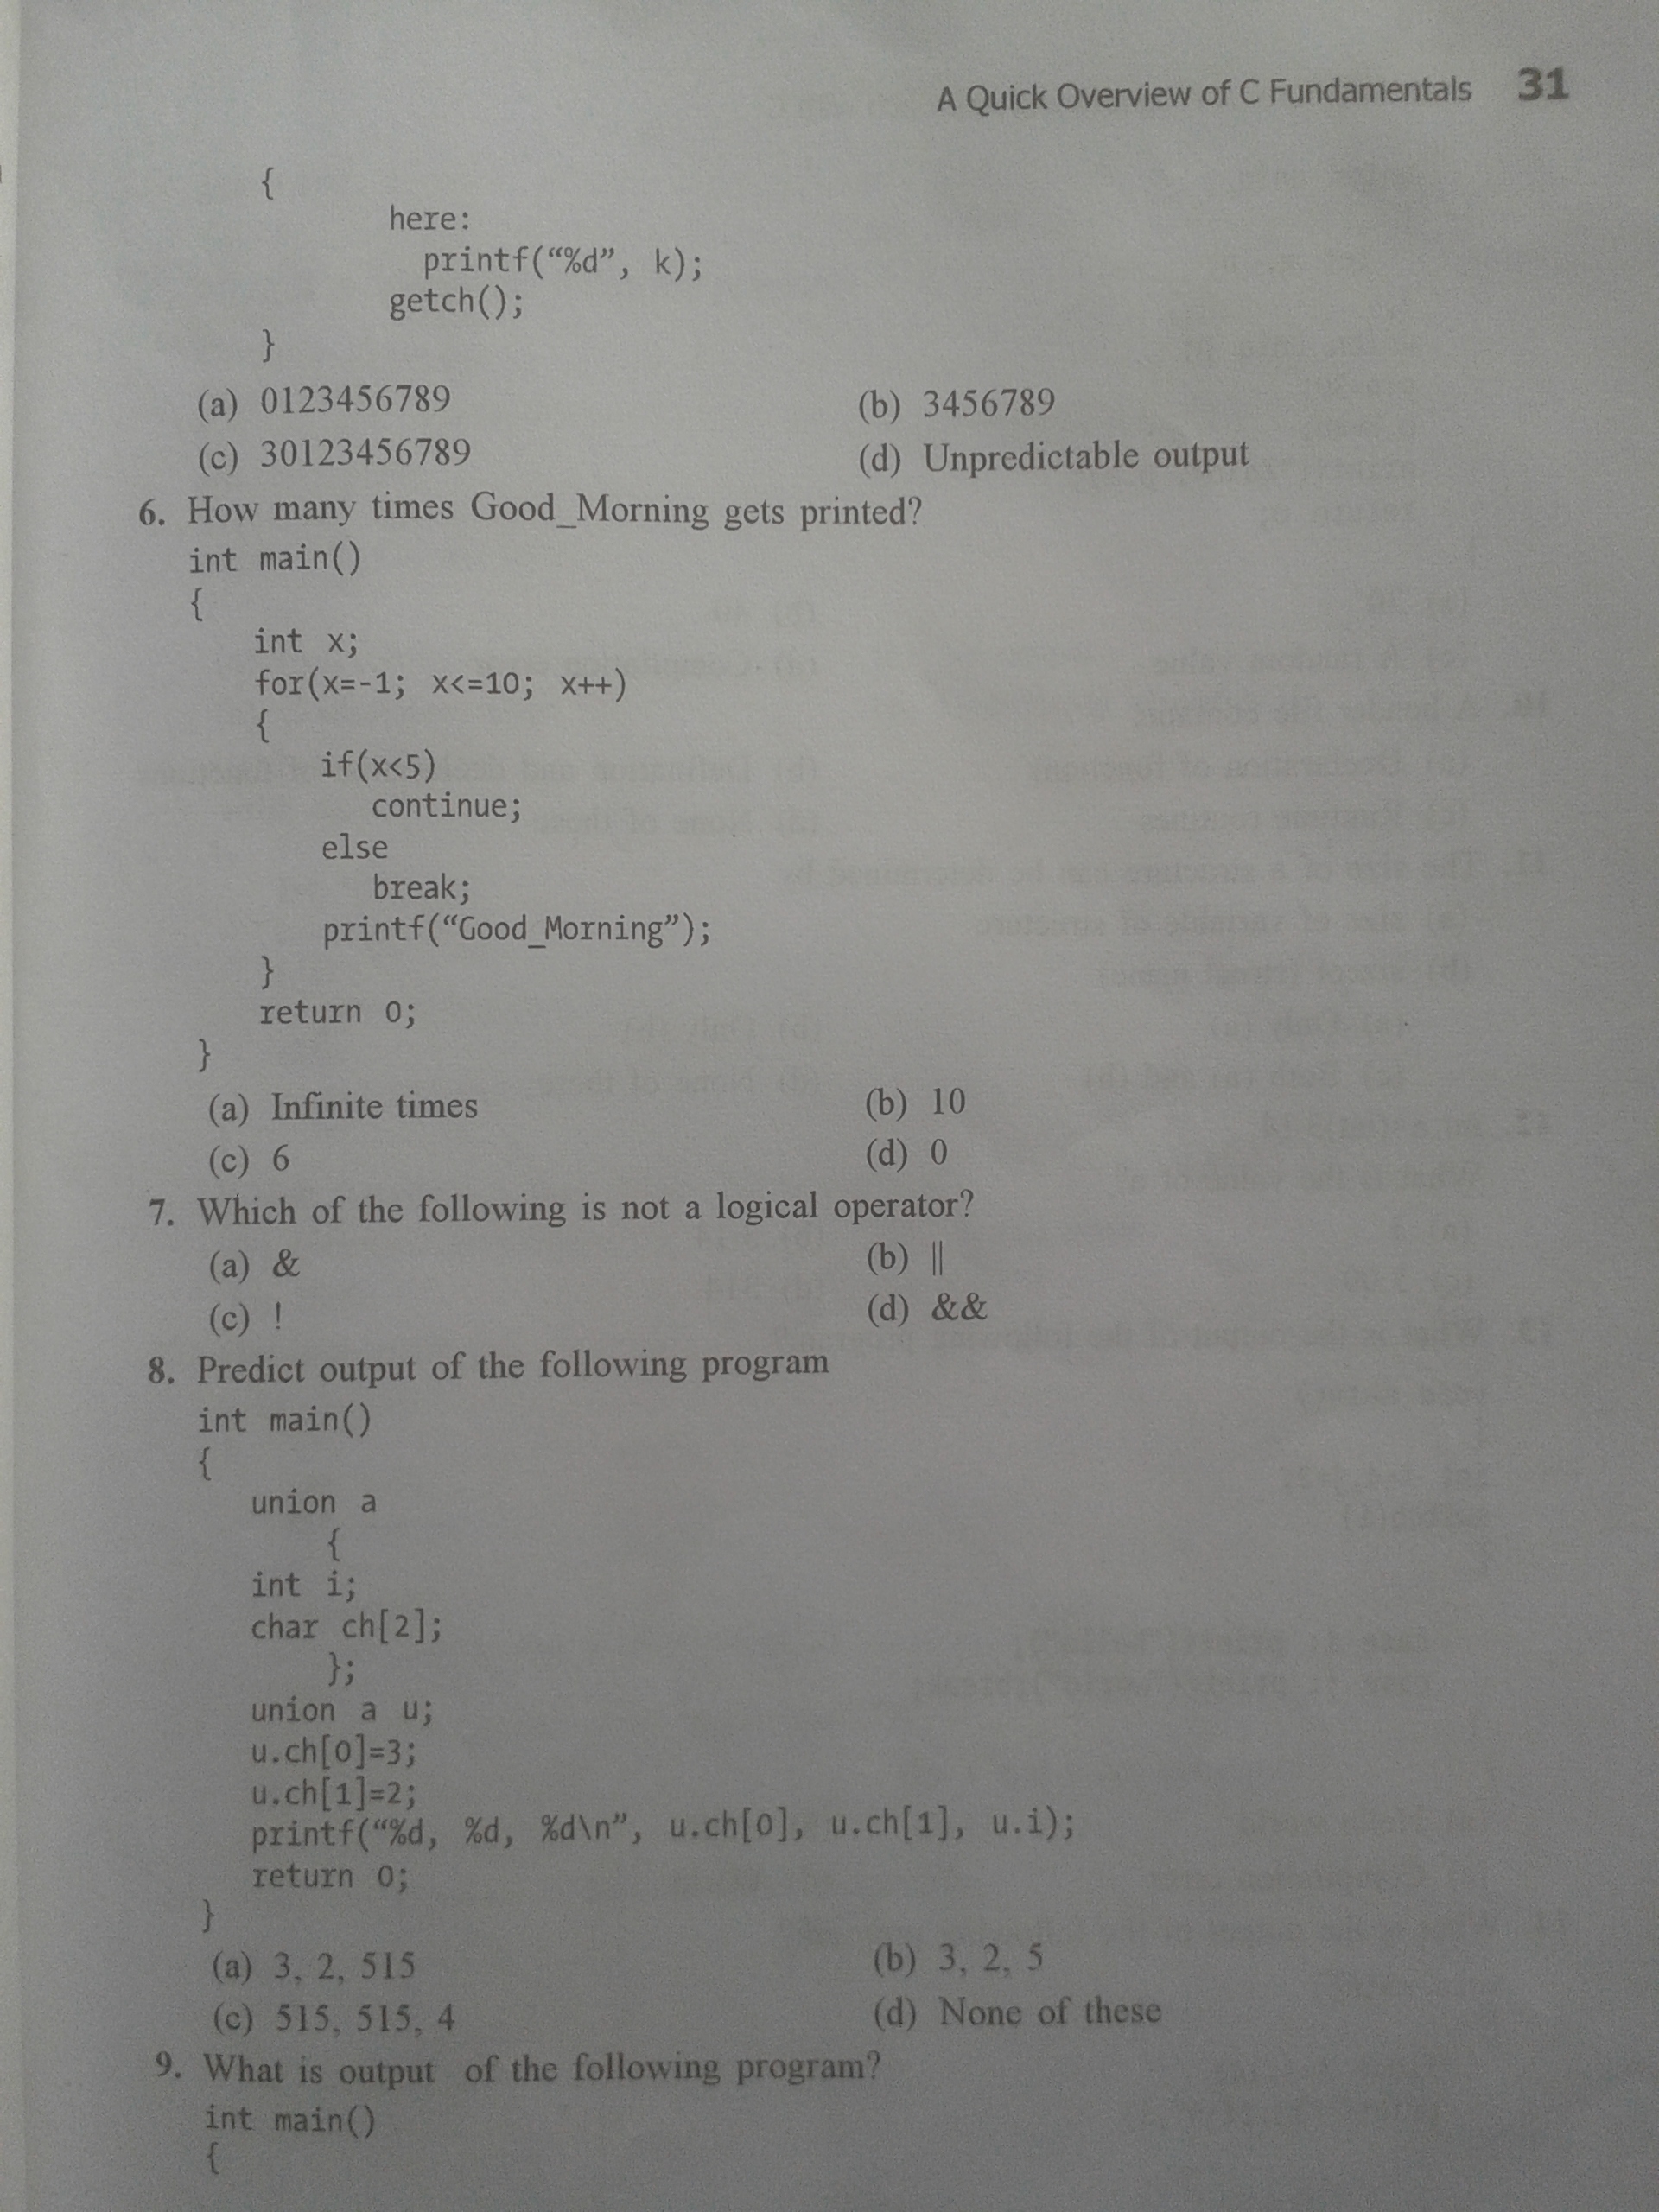 A Quick Overview of C Fundamentals 31
{
here:
printf(“%d”, k);
getch();
}
(a) 0123456789 (b) 3456789
(c) 30123456789 (d) Unpredictable output
6. How many times Good_Morning gets printed?
int main()
{
int x;
for(x=-1; x<=10; x++)
{
if(x<5)
continue;
else
break;
printf(“Good_Morning”);
}
return 0;
}
(a) Infinite times (b) 10
(c) 6 (d) 0
7. Which of the following is not a logical operator?
(a) & (b) ||
(c) ! (d) &&
8. Predict output of the following program
int main()
{
union a
{
int i;
char ch[2];
};
union a u;
u.ch[0]=3;
u.ch[1]=2;
printf(“%d, %d, %d\n”, u.ch[0], u.ch[1], u.i);
return 0;
}
(a) 3, 2, 515 (b) 3, 2, 5
(c) 515, 515, 4 (d) None of these
9. What is output of the following program?
int main()
{